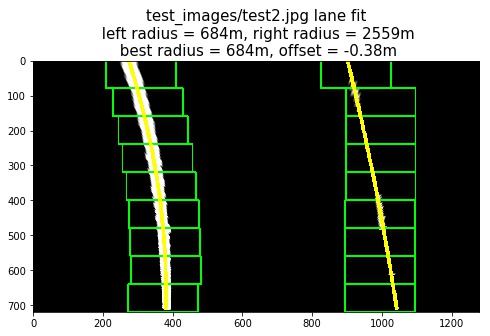 test_images/test2.jpg lane fit
left radius = 684m, right radius = 2559m
best radius = 684m, offset = -0.38m
0
100
200
300
400
500
600
700
0 200 400 600 800 1000 1200